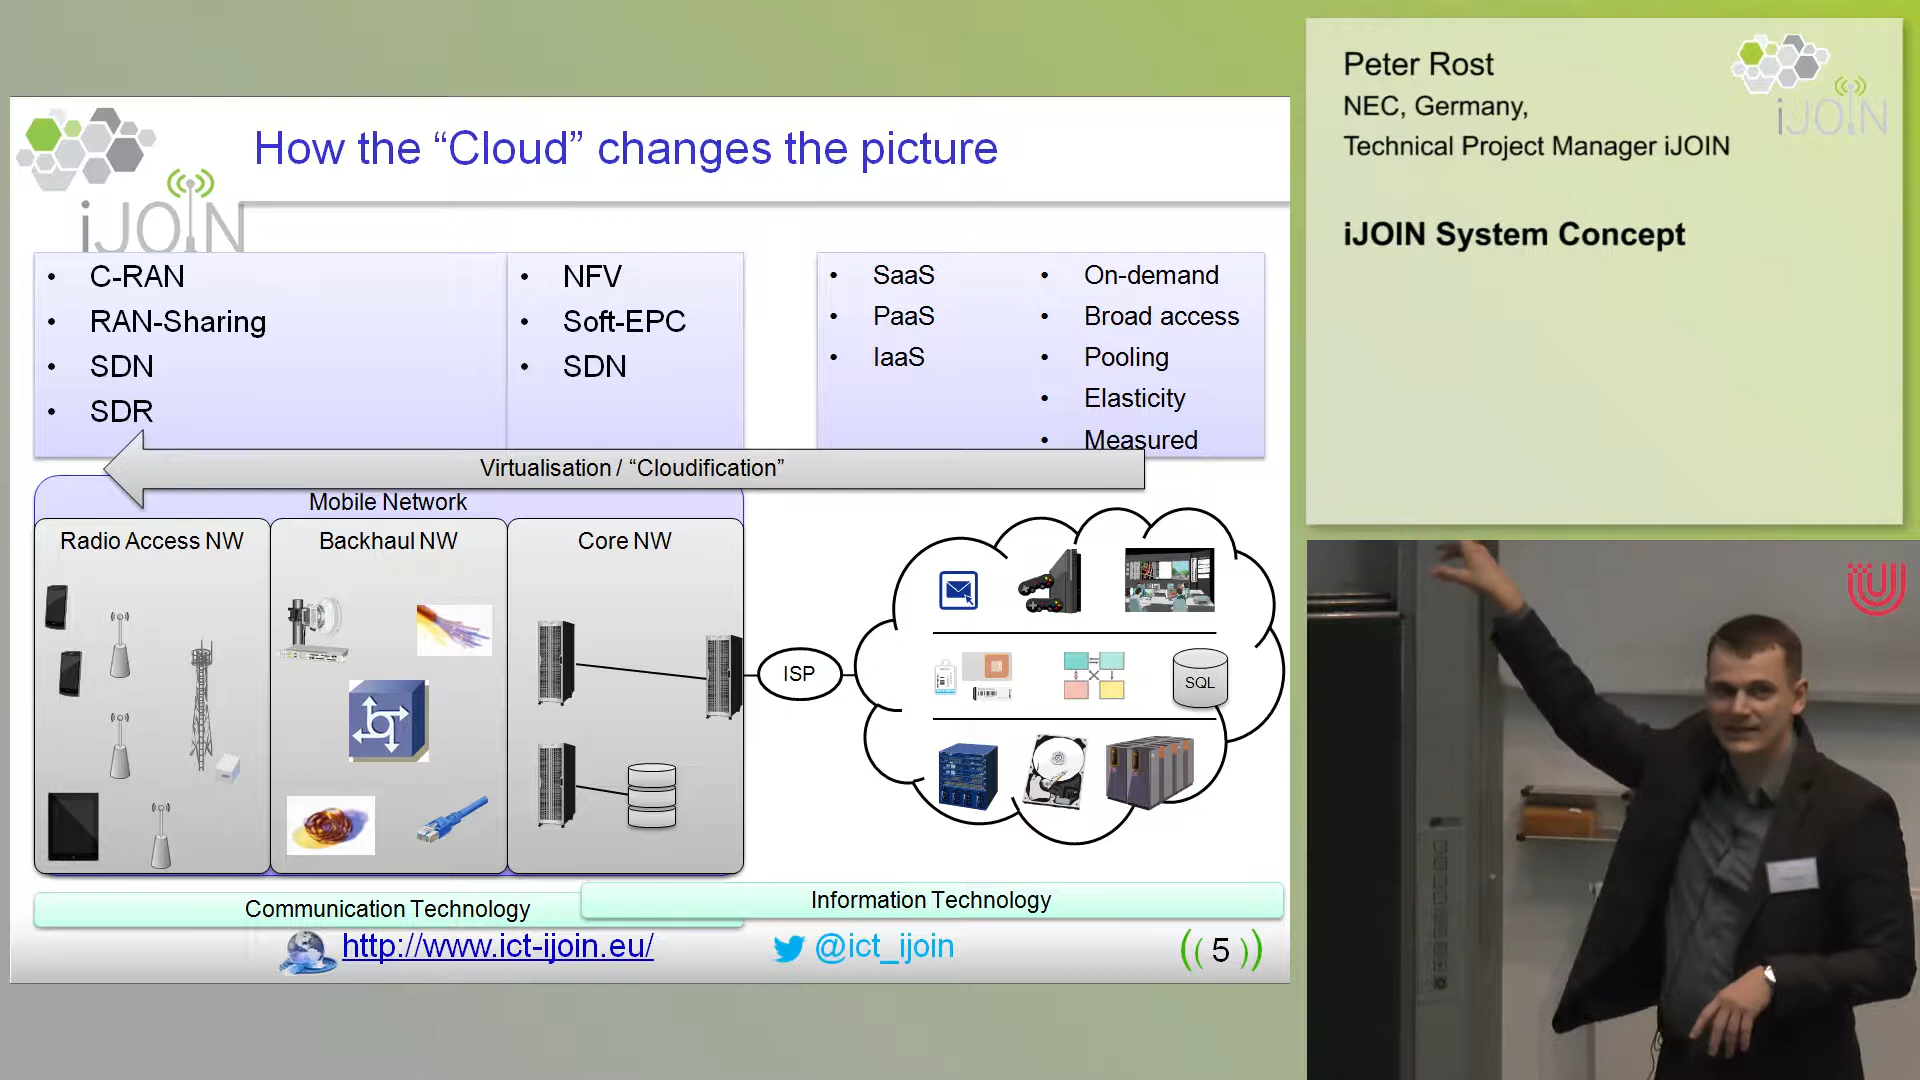 How the “Cloud” changes the picture
iJOIN
• C-RAN
• RAN-Sharing
• SDN
• SDR
• NFV
• Soft-EPC
• SDN
• SaaS
• PaaS
• IaaS
• On-demand
• Broad access
• Pooling
• Elasticity
• Measured
Virtualisation / “Cloudification”
Mobile Network
Radio Access NW
Backhaul NW
Core NW
ISP
SQL
Communication Technology
Information Technology
http://www.ict-ijoin.eu/
@ict_ijoin
5
Peter Rost
NEC, Germany,
Technical Project Manager iJOIN
iJOIN
iJOIN System Concept